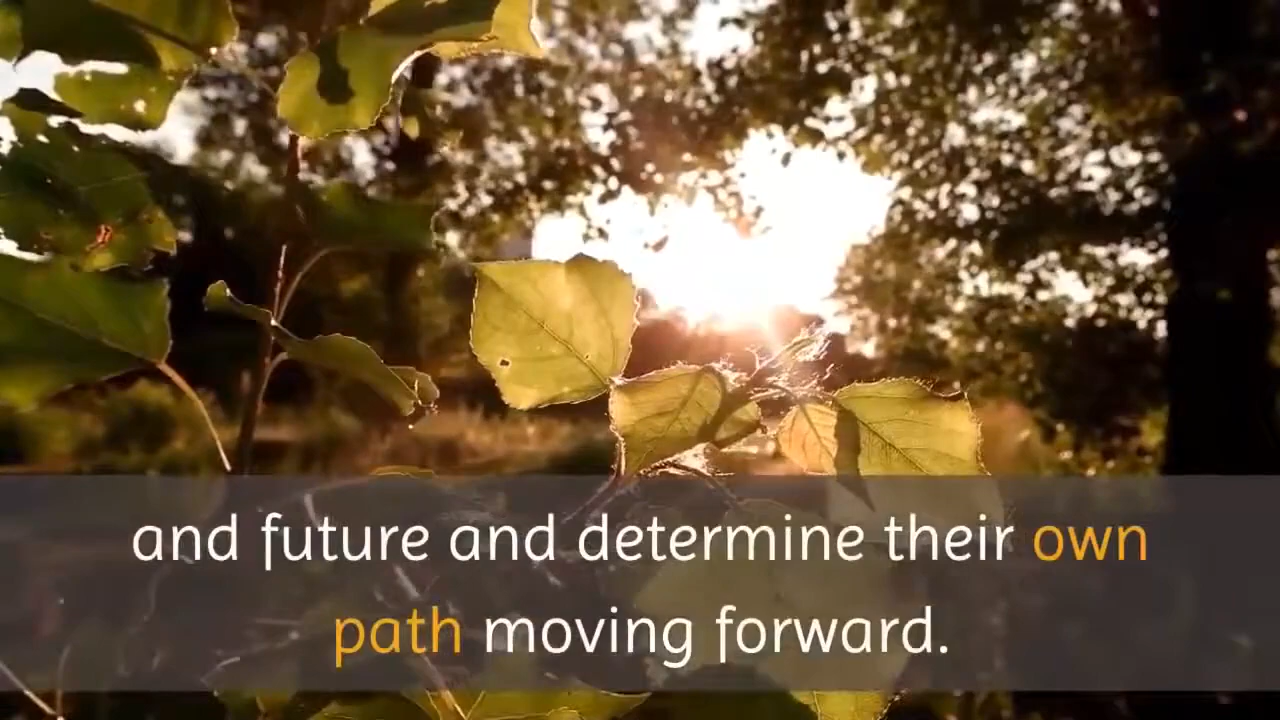 and future and determine their own
path moving forward.